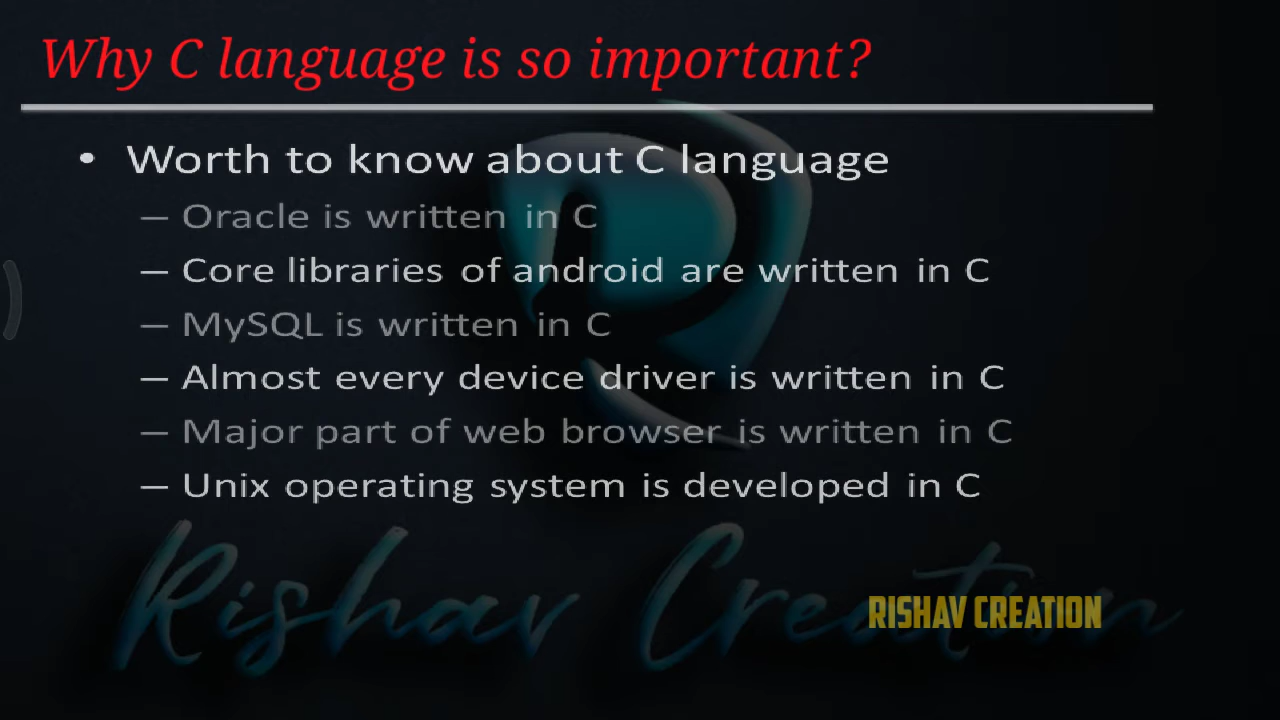 Why C language is so important?
• Worth to know about C language
– Oracle is written in C
– Core libraries of android are written in C
– MySQL is written in C
– Almost every device driver is written in C
– Major part of web browser is written in C
– Unix operating system is developed in C
Rishav Creation
RISHAV CREATION